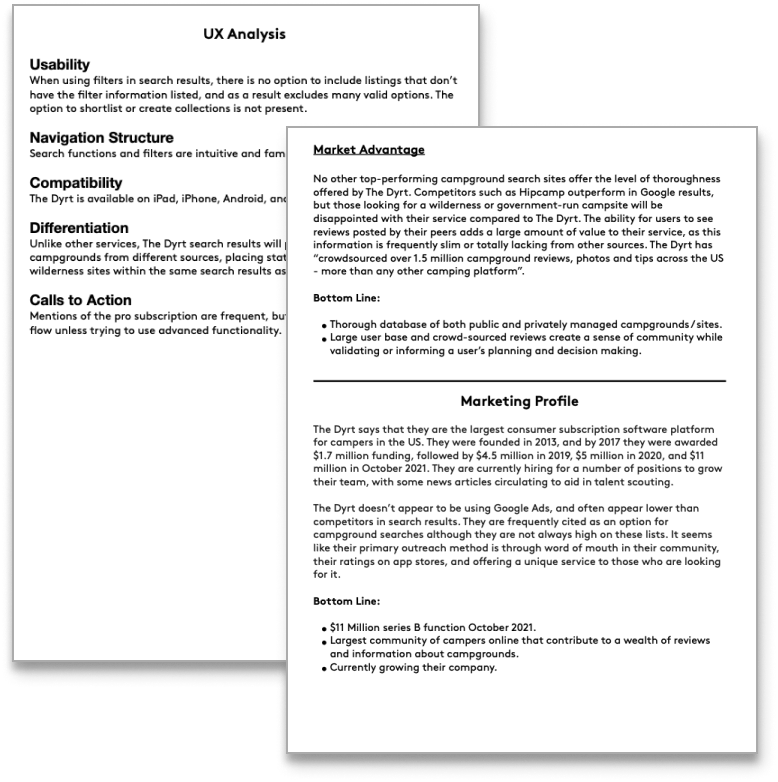 UX Analysis
Usability
When using filters in search results, there is no option to include listings that don't
have the filter information listed, and as a result excludes many valid options. The
option to shortlist or create collections is not present.
Navigation Structure
Search functions and filters are intuitive and
Compatibility
The Dyrt is available on iPad, iPhone, Android,
Differentiation
Unlike other services, The Dyrt search results will
campgrounds from different sources, placing
wilderness sites within the same search results as
Calls to Action
Mentions of the pro subscription are frequent,
flow unless trying to use advanced functionality.
Market Advantage
No other top-performing campground search sites offer the level of thoroughness
offered by The Dyrt. Competitors such as Hipcamp outperform in Google results,
but those looking for a wilderness or government-run campsite will be
disappointed with their service compared to The Dyrt. The ability for users to see
reviews posted by their peers adds a large amount of value to their service, as this
information is frequently slim or totally lacking from other sources. The Dyrt has
“crowdsourced over 1.5 million campground reviews, photos and tips across the US
- more than any other camping platform”.
Bottom Line:
• Thorough database of both public and privately managed campgrounds/sites.
• Large user base and crowd-sourced reviews create a sense of community while
validating or informing a user's planning and decision making.
Marketing Profile
The Dyrt says that they are the largest consumer subscription software platform
for campers in the US. They were founded in 2013, and by 2017 they were awarded
$1.7 million funding, followed by $4.5 million in 2019, $5 million in 2020, and $11
million in October 2021. They are currently hiring for a number of positions to grow
their team, with some news articles circulating to aid in talent scouting.
The Dyrt doesn't appear to be using Google Ads, and often appear lower than
competitors in search results. They are frequently cited as an option for
campground searches although they are not always high on these lists. It seems
like their primary outreach method is through word of mouth in their community,
their ratings on app stores, and offering a unique service to those who are looking
for it.
Bottom Line:
• $11 Million series B function October 2021.
• Largest community of campers online that contribute to a wealth of reviews
and information about campgrounds.
• Currently growing their company.